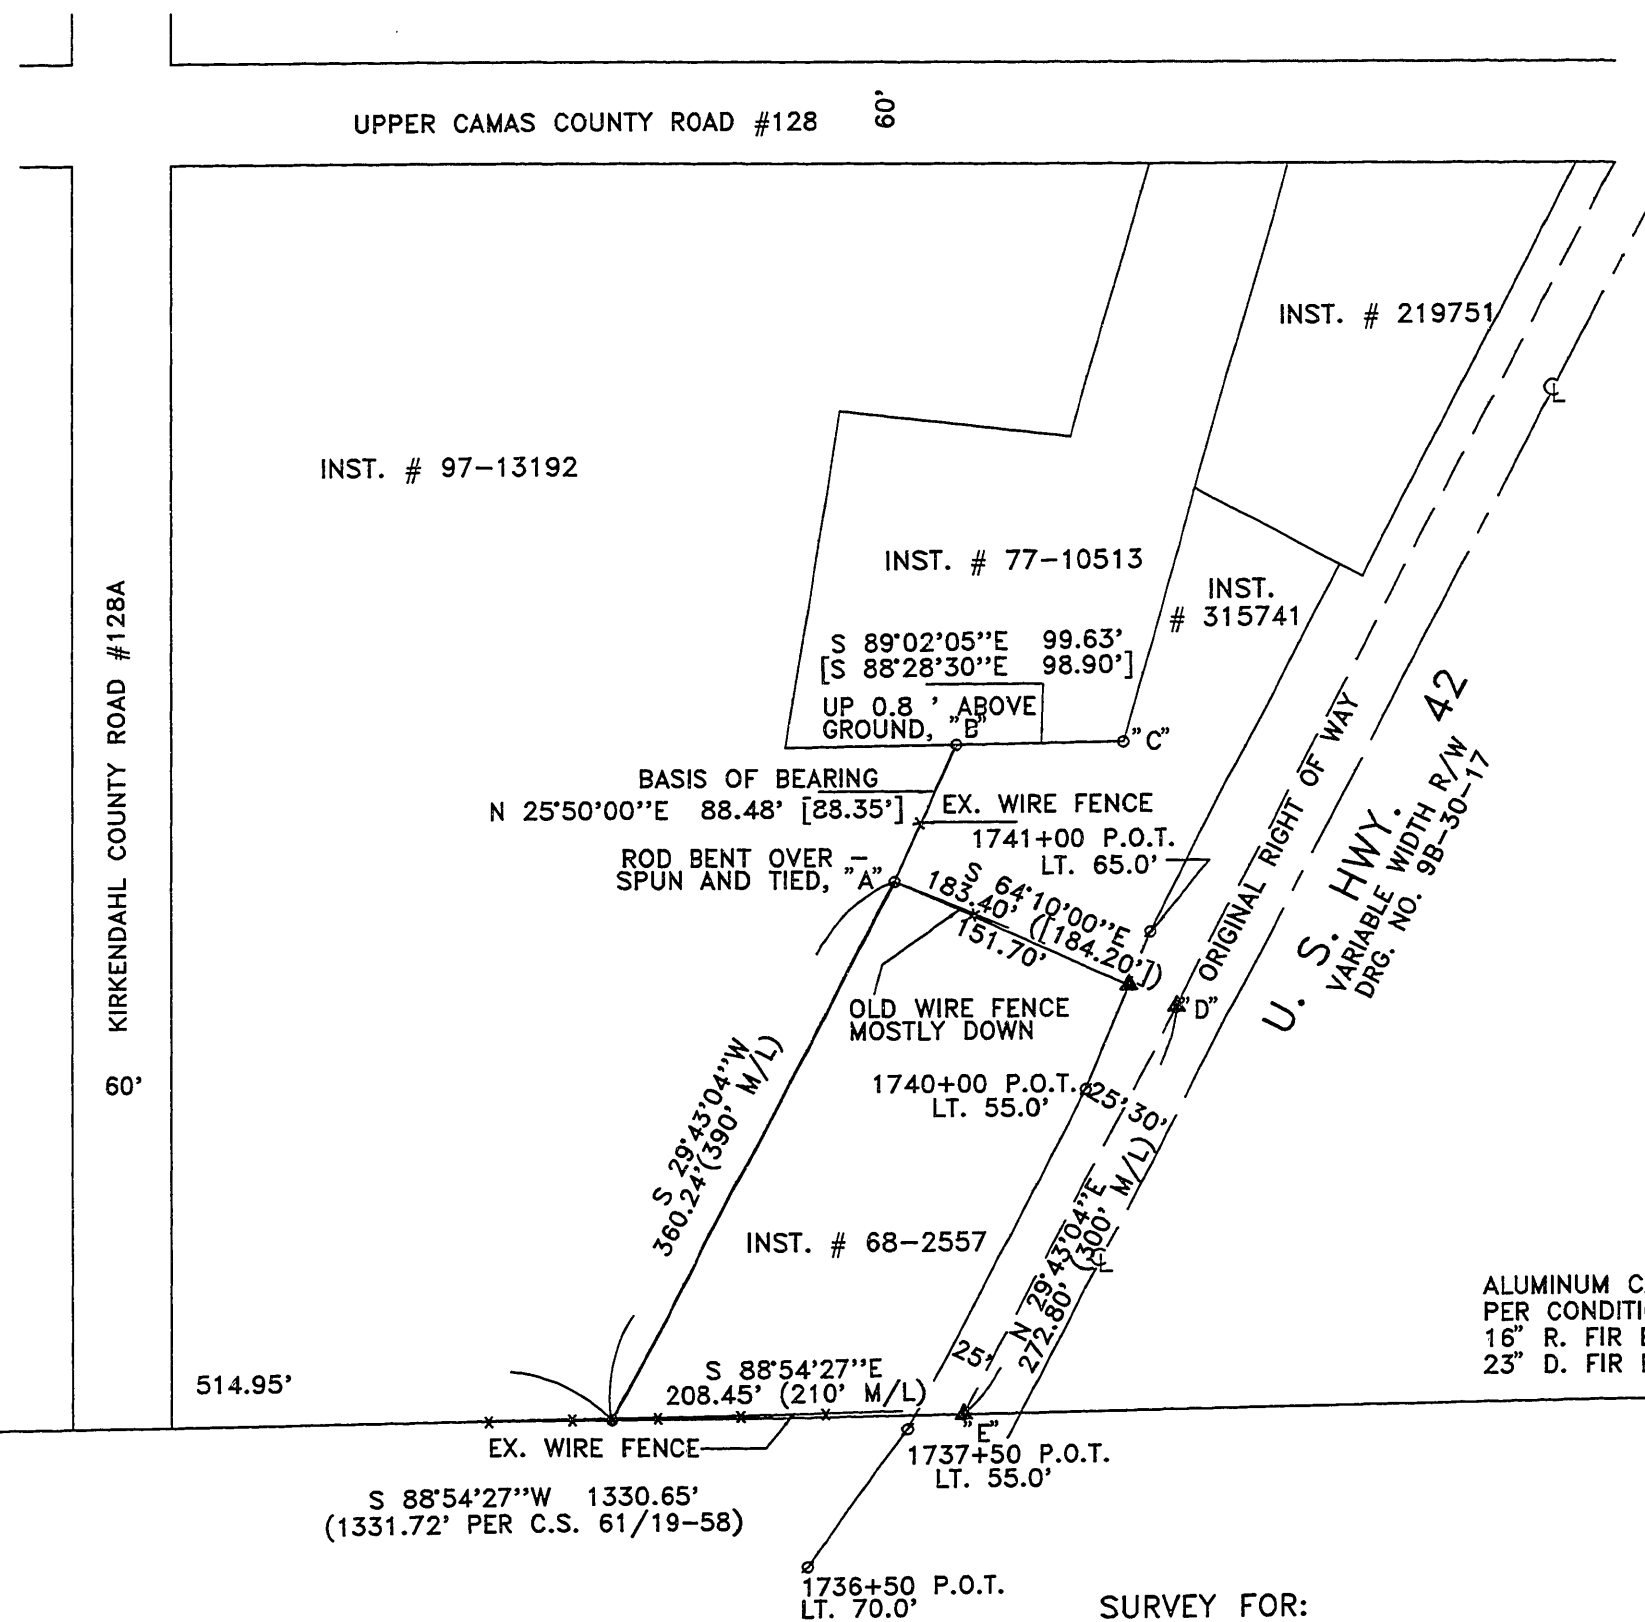 UPPER CAMAS COUNTY ROAD #128
60'
INST. # 219751
℄
INST. # 97-13192
INST. # 77-10513
INST.
# 315741
KIRKENDAHL COUNTY ROAD #128A
60'
S 89°02'05"E 99.63'
[S 88°28'30"E 98.90']
UP 0.8 ' ABOVE
GROUND, "B"
"C"
BASIS OF BEARING
N 25°50'00"E 88.48' [88.35']
EX. WIRE FENCE
1741+00 P.O.T.
LT. 65.0'
ROD BENT OVER -
SPUN AND TIED, "A"
S 64°10'00"E
183.40' ([184.20'])
151.70'
ORIGINAL RIGHT OF WAY
U. S. HWY. 42
VARIABLE WIDTH R/W
DRG. NO. 9B-30-17
"D"
OLD WIRE FENCE
MOSTLY DOWN
1740+00 P.O.T.
LT. 55.0'
25'
30'
S 29°43'04"W
360.24'(390' M/L)
INST. # 68-2557
N 29°43'04"E
272.80' (300' M/L)
℄
ALUMINUM C
PER CONDITI
16" R. FIR
23" D. FIR
25'
514.95'
S 88°54'27"E
208.45' (210' M/L)
EX. WIRE FENCE
"E"
1737+50 P.O.T.
LT. 55.0'
S 88°54'27"W 1330.65'
(1331.72' PER C.S. 61/19-58)
1736+50 P.O.T.
LT. 70.0'
SURVEY FOR: